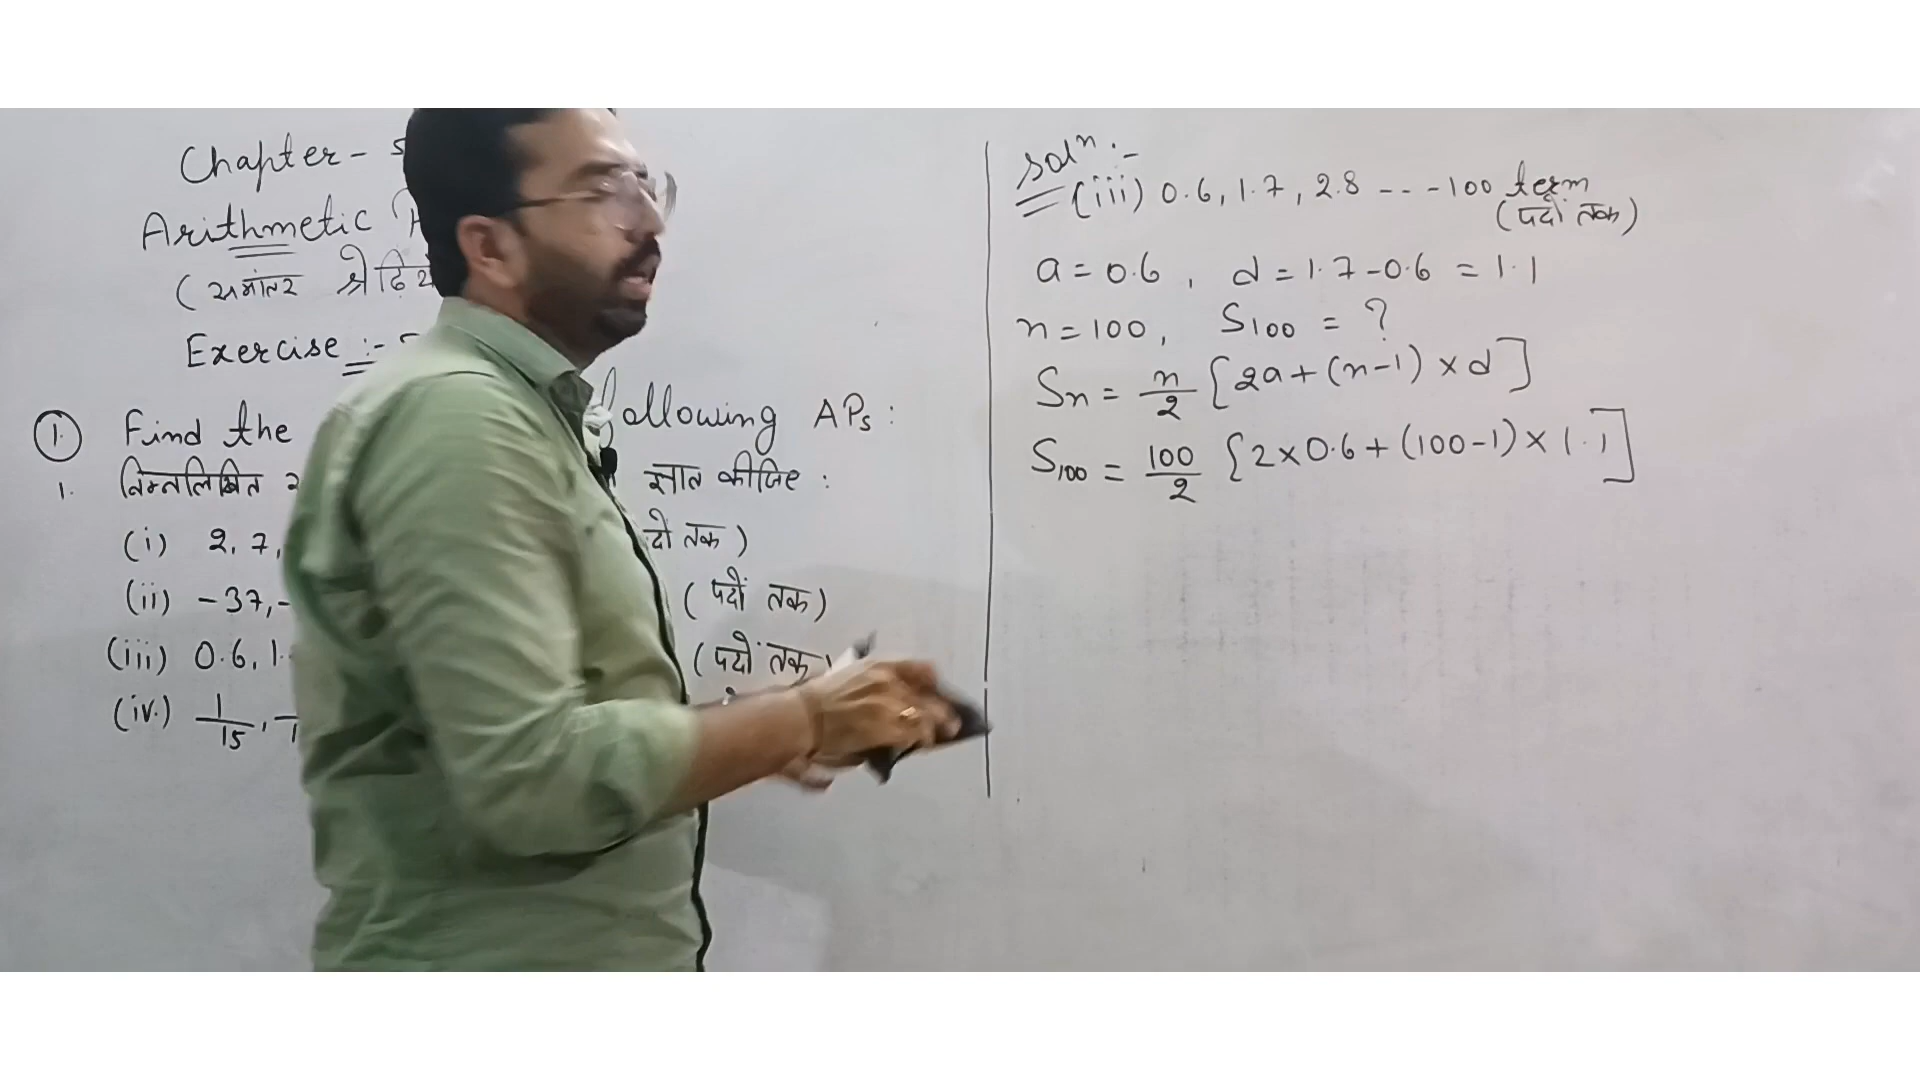 Chapter-
Arithmetic
(समांतर श्रेढियाँ
Exercise :-
1. Find the following APs :
1. निम्नलिखित ज्ञात कीजिए :
(i) 2, 7, तक)
(ii) -37, (पदों तक)
(iii) 0.6, 1. (पदों तक)
(iv.) 1/15,
Solⁿ.:-
(iii) 0.6, 1.7, 2.8 --- -100 term
(पदों तक)
a = 0.6 , d = 1.7-0.6 = 1.1
n = 100, S100 = ?
Sn = n/2 [2a+(n-1) × d]
S100 = 100/2 [2×0.6+(100-1)×1.1]